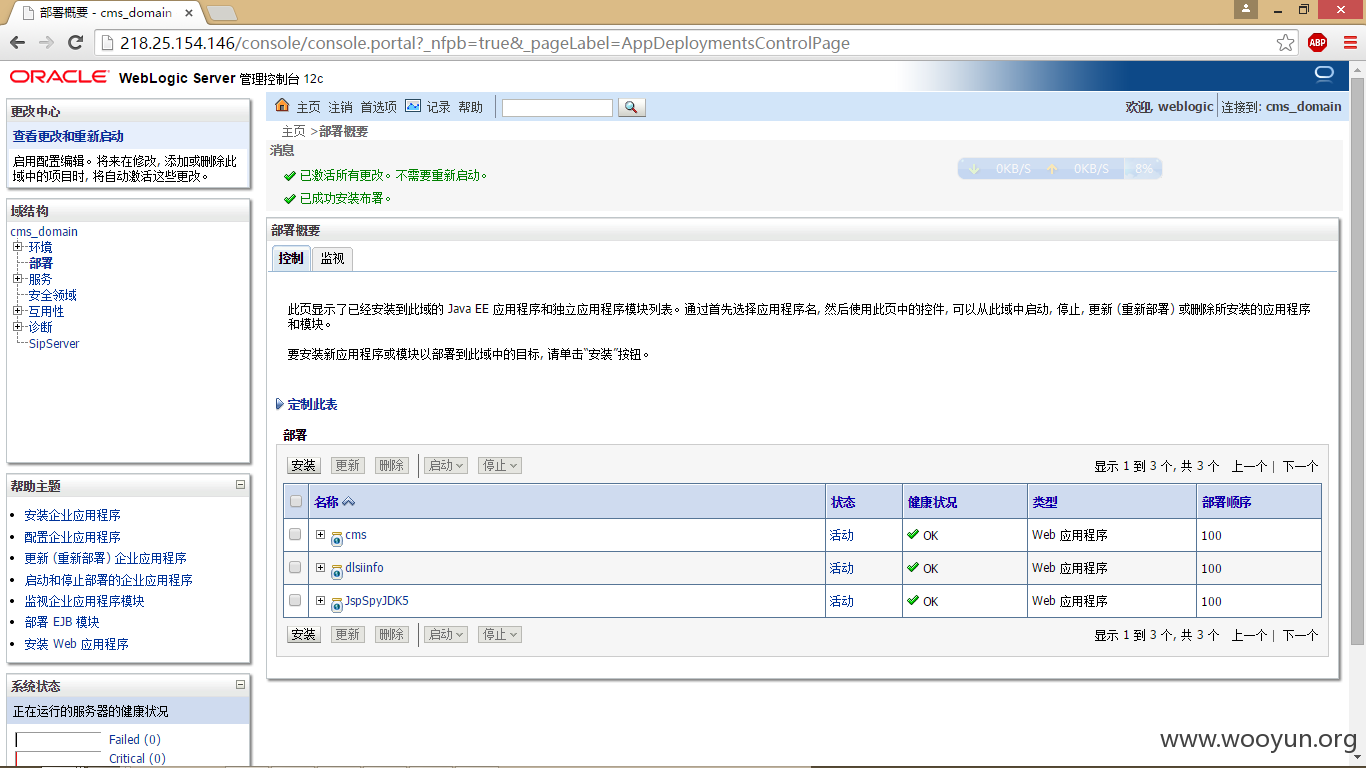 部署概要 - cms_domain
218.25.154.146/console/console.portal?_nfpb=true&_pageLabel=AppDeploymentsControlPage
ABP
ORACLE WebLogic Server 管理控制台 12c
更改中心
查看更改和重新启动
启用配置编辑。将来在修改, 添加或删除此
域中的项目时, 将自动激活这些更改。
域结构
cms_domain
环境
部署
服务
安全领域
互用性
诊断
SipServer
帮助主题
安装企业应用程序
配置企业应用程序
更新 (重新部署) 企业应用程序
启动和停止部署的企业应用程序
监视企业应用程序模块
部署 EJB 模块
安装 Web 应用程序
系统状态
正在运行的服务器的健康状况
Failed (0)
Critical (0)
主页 注销 首选项 记录 帮助
欢迎, weblogic 连接到: cms_domain
主页 >部署概要
消息
已激活所有更改。不需要重新启动。
已成功安装布署。
0KB/S 0KB/S 8%
部署概要
控制 监视
此页显示了已经安装到此域的 Java EE 应用程序和独立应用程序模块列表。通过首先选择应用程序名, 然后使用此页中的控件, 可以从此域中启动, 停止, 更新 (重新部署) 或删除所安装的应用程序
和模块。
要安装新应用程序或模块以部署到此域中的目标, 请单击“安装”按钮。
定制此表
部署
安装 更新 删除 启动 停止 显示 1 到 3 个, 共 3 个 上一个 | 下一个
名称 状态 健康状况 类型 部署顺序
cms 活动 OK Web 应用程序 100
dlsiinfo 活动 OK Web 应用程序 100
JspSpyJDK5 活动 OK Web 应用程序 100
安装 更新 删除 启动 停止 显示 1 到 3 个, 共 3 个 上一个 | 下一个
www.wooyun.org